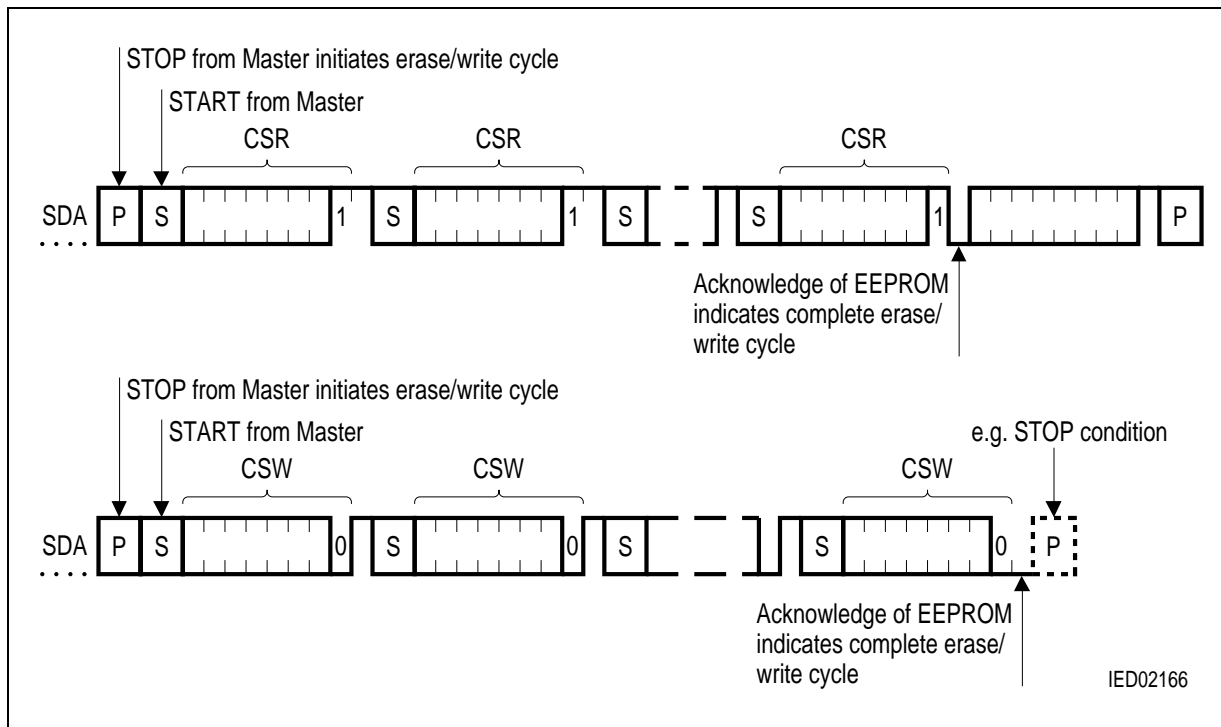 STOP from Master initiates erase/write cycle
START from Master
CSR CSR CSR
SDA P S 1 S 1 S S 1 P
....
Acknowledge of EEPROM
indicates complete erase/
write cycle
STOP from Master initiates erase/write cycle
START from Master e.g. STOP condition
CSW CSW CSW
SDA P S 0 S 0 S S 0 P
....
Acknowledge of EEPROM
indicates complete erase/
write cycle
IED02166